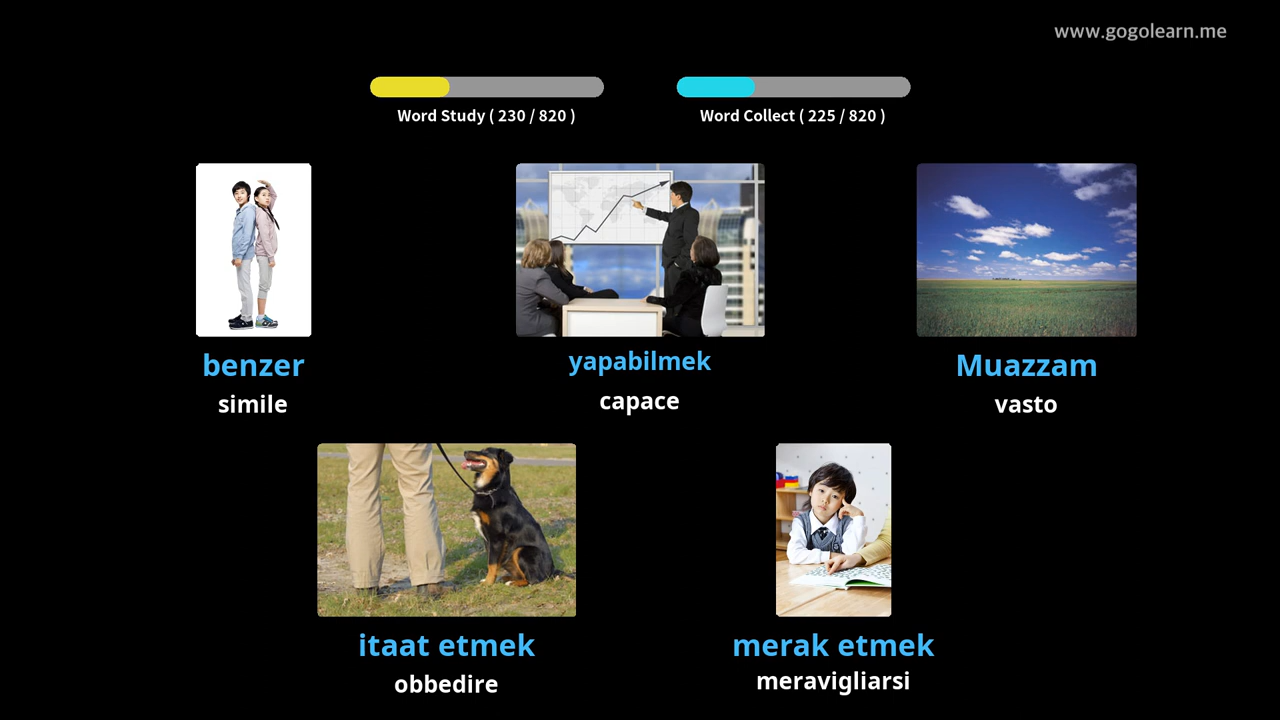 www.gogolearn.me
Word Study ( 230 / 820 )
Word Collect ( 225 / 820 )
benzer
simile
yapabilmek
capace
Muazzam
vasto
itaat etmek
obbedire
merak etmek
meravigliarsi